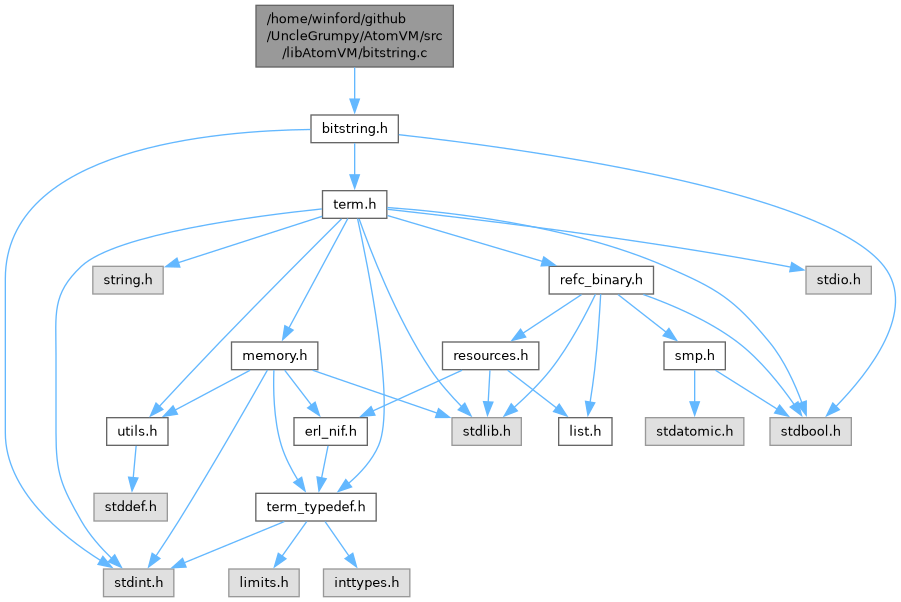 /home/winford/github
/UncleGrumpy/AtomVM/src
/libAtomVM/bitstring.c
bitstring.h
term.h
string.h
refc_binary.h
stdio.h
memory.h
resources.h
smp.h
utils.h
erl_nif.h
stdlib.h
list.h
stdatomic.h
stdbool.h
stddef.h
term_typedef.h
stdint.h
limits.h
inttypes.h